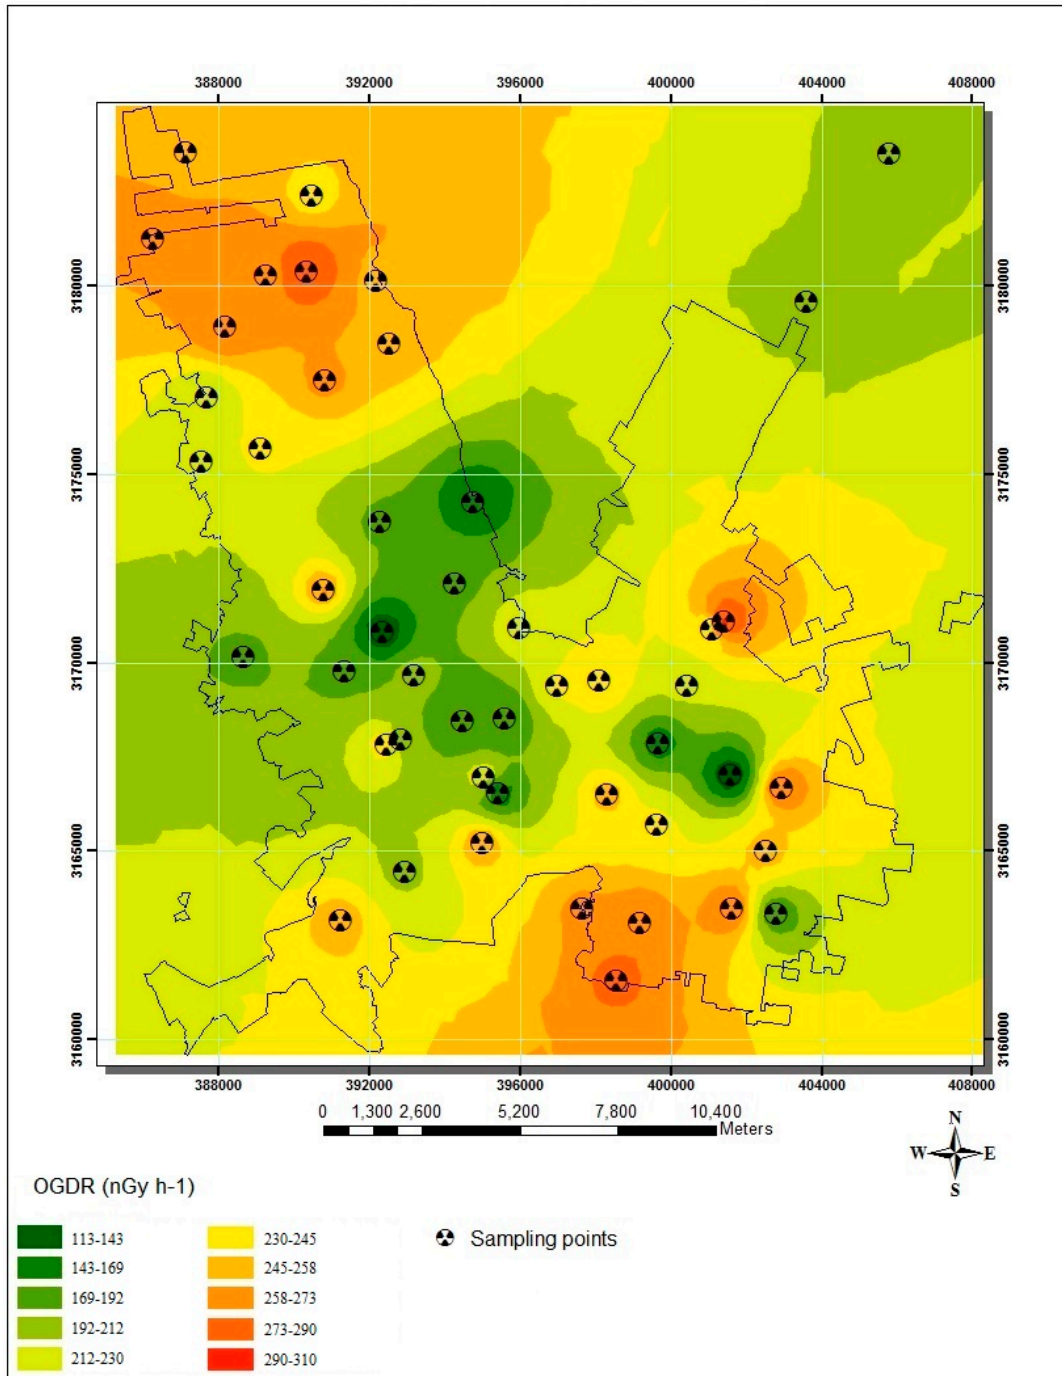 388000 392000 396000 400000 404000 408000
3180000 3180000
3175000 3175000
3170000 3170000
3165000 3165000
3160000 3160000
388000 392000 396000 400000 404000 408000
0 1,300 2,600 5,200 7,800 10,400
Meters
N
W E
S
OGDR (nGy h-1)
113-143 230-245 Sampling points
143-169 245-258
169-192 258-273
192-212 273-290
212-230 290-310